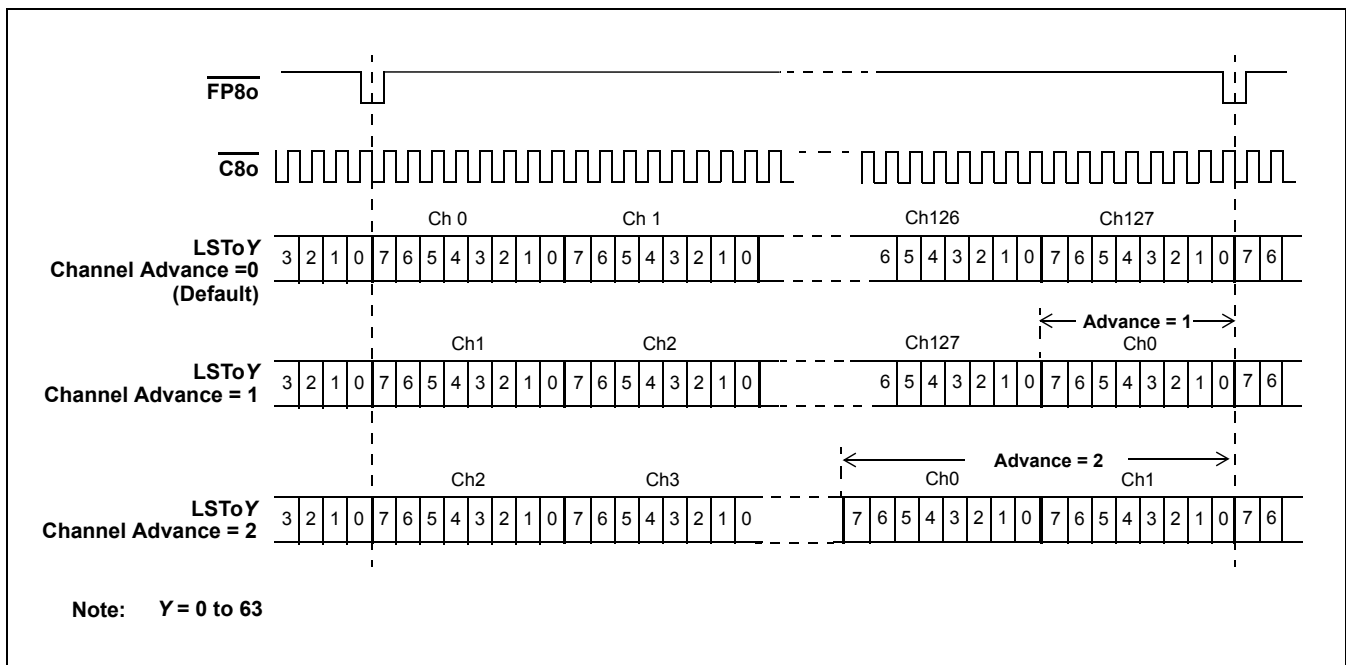 FP8o
C8o
Ch 0 Ch 1 Ch126 Ch127
LSToY
Channel Advance =0
(Default)
3 2 1 0 7 6 5 4 3 2 1 0 7 6 5 4 3 2 1 0 6 5 4 3 2 1 0 7 6 5 4 3 2 1 0 7 6
Advance = 1
Ch1 Ch2 Ch127 Ch0
LSToY
Channel Advance = 1
3 2 1 0 7 6 5 4 3 2 1 0 7 6 5 4 3 2 1 0 6 5 4 3 2 1 0 7 6 5 4 3 2 1 0 7 6
Advance = 2
Ch2 Ch3 Ch0 Ch1
LSToY
Channel Advance = 2
3 2 1 0 7 6 5 4 3 2 1 0 7 6 5 4 3 2 1 0 7 6 5 4 3 2 1 0 7 6 5 4 3 2 1 0 7 6
Note: Y = 0 to 63